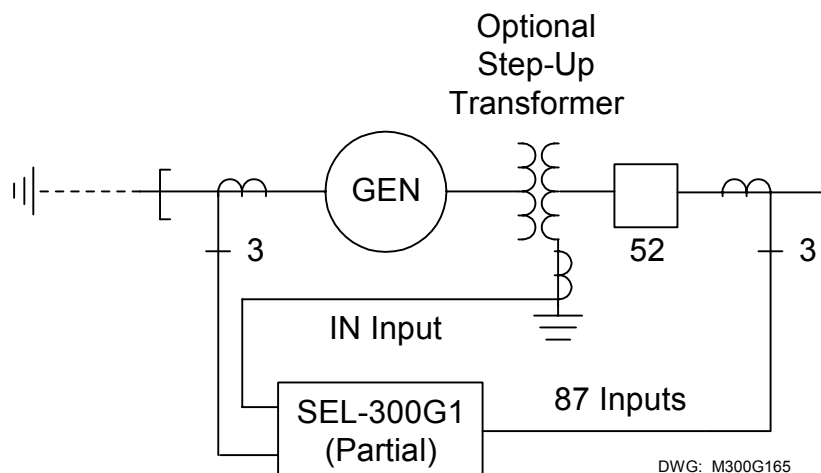 Optional
Step-Up
Transformer
GEN
3
52
3
IN Input
SEL-300G1
(Partial)
87 Inputs
DWG: M300G165